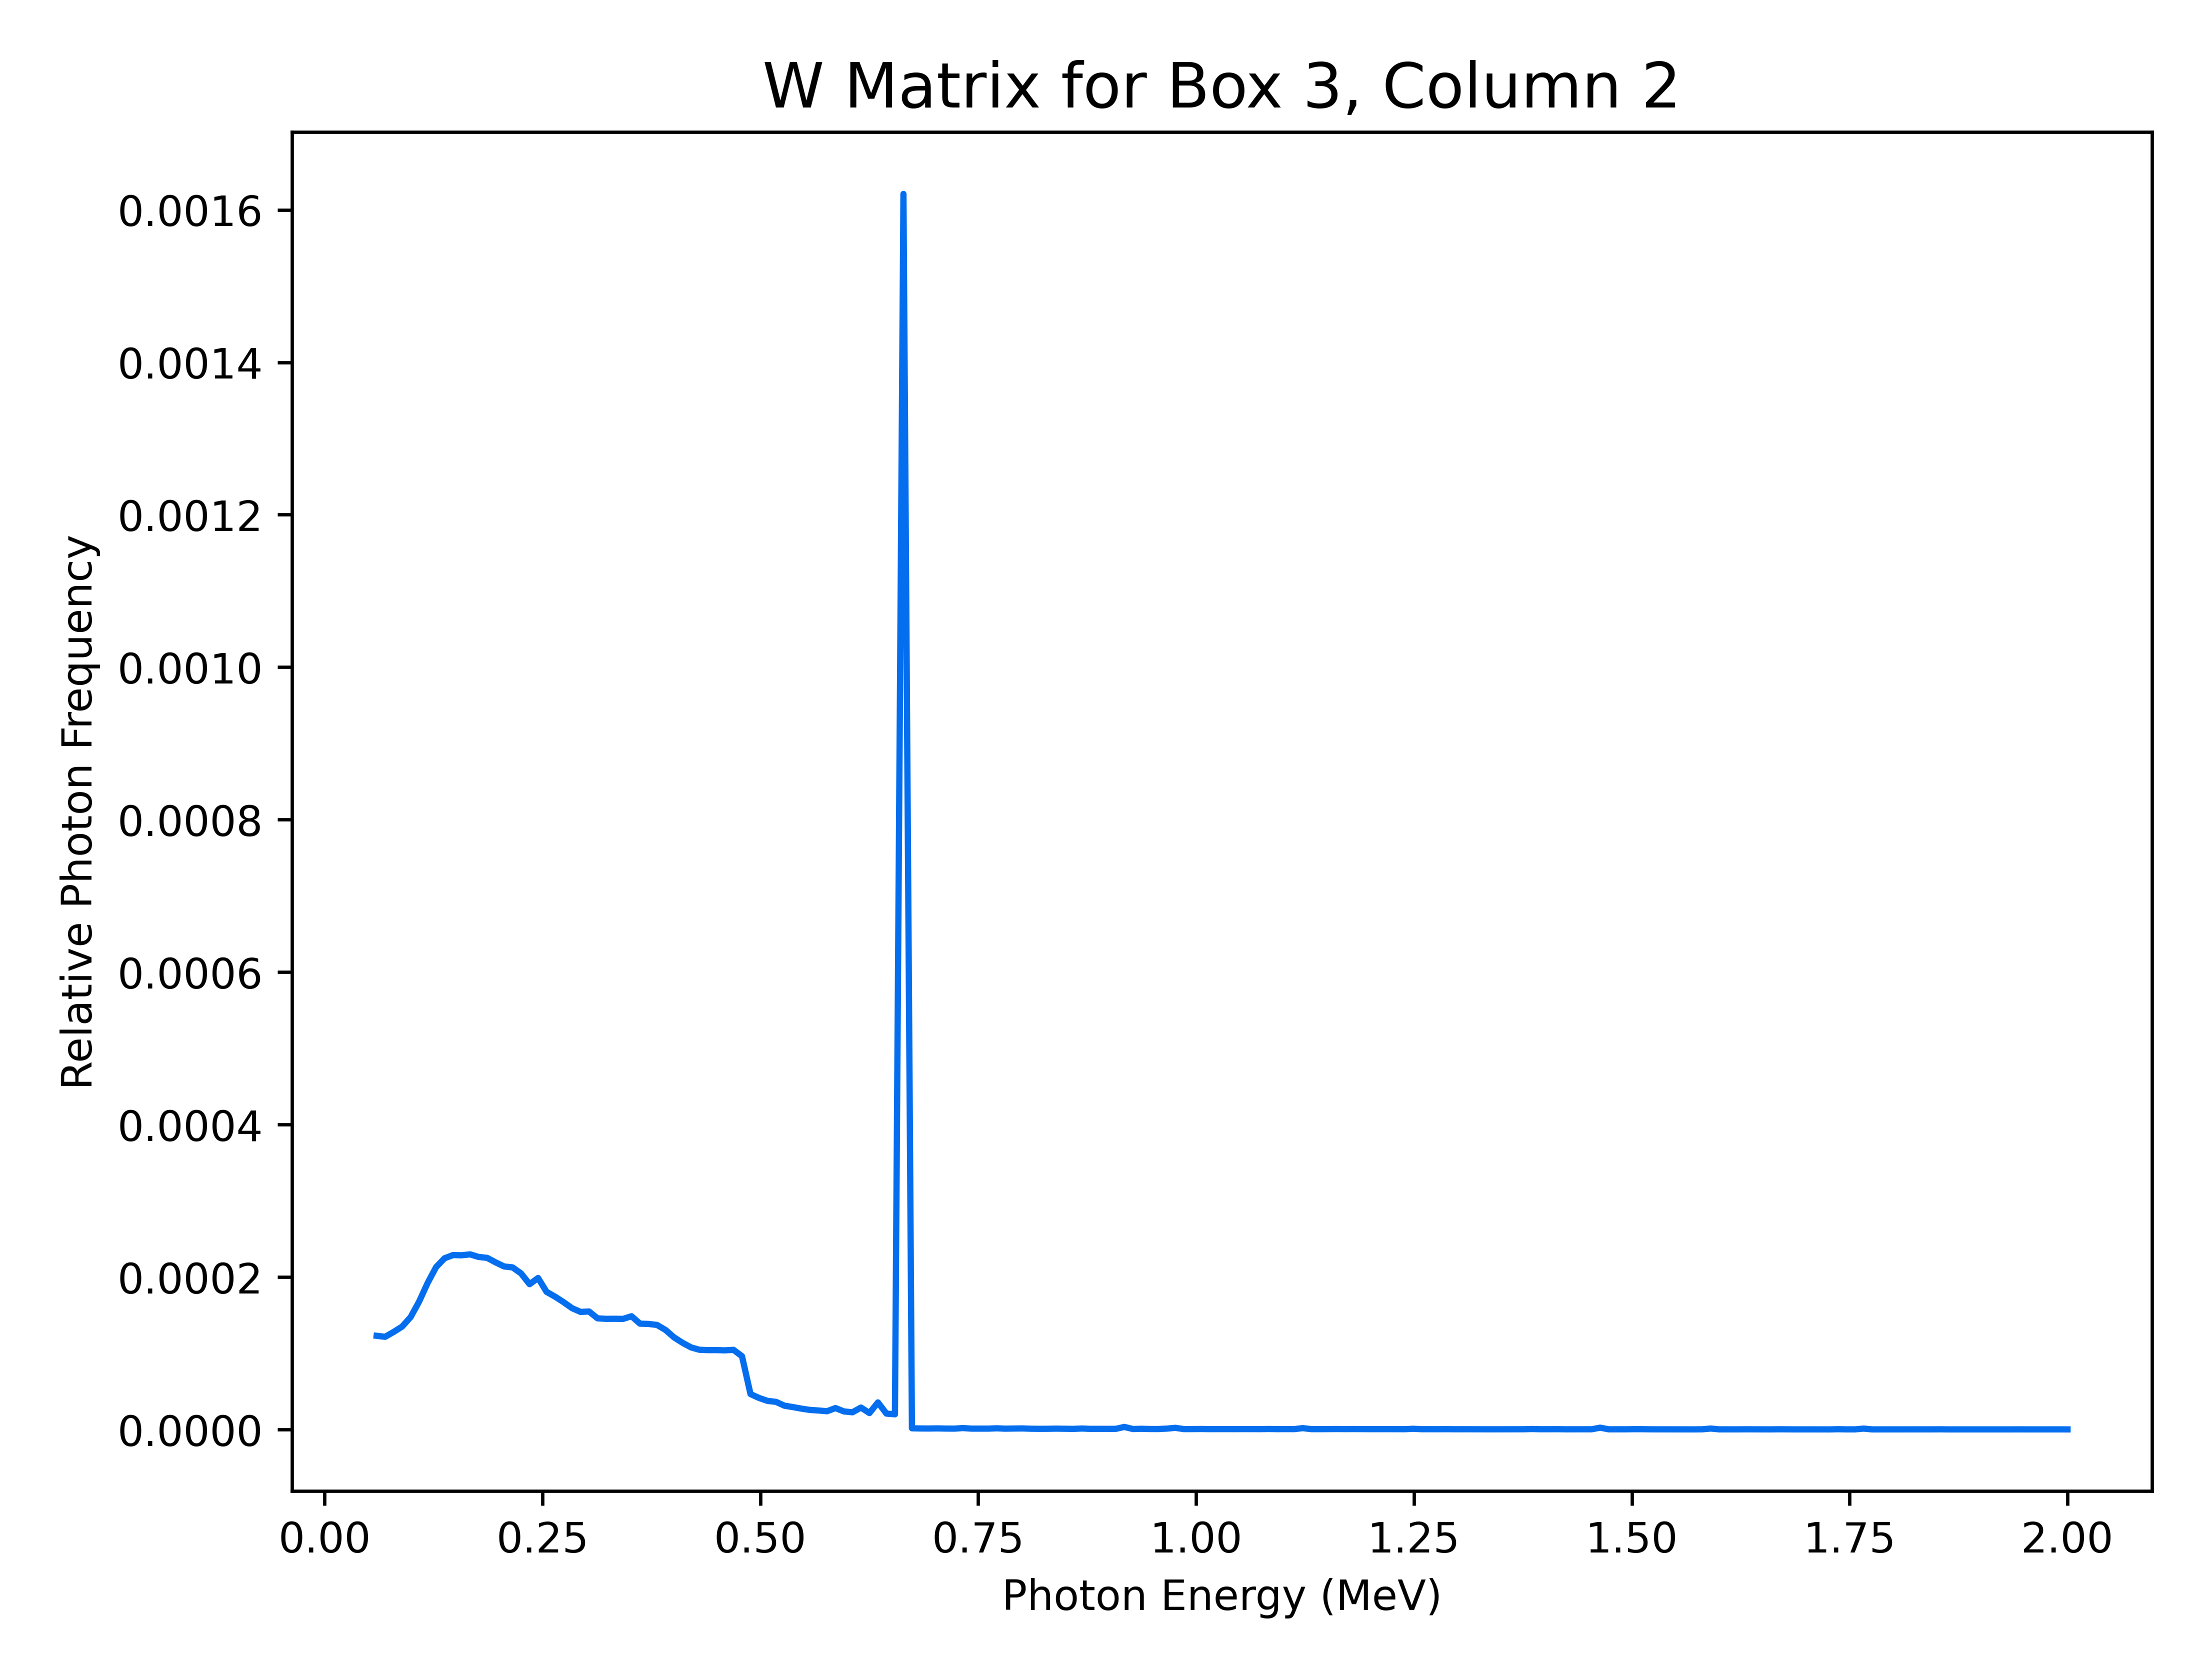 W Matrix for Box 3, Column 2
Relative Photon Frequency
0.0016
0.0014
0.0012
0.0010
0.0008
0.0006
0.0004
0.0002
0.0000
0.00 0.25 0.50 0.75 1.00 1.25 1.50 1.75 2.00
Photon Energy (MeV)